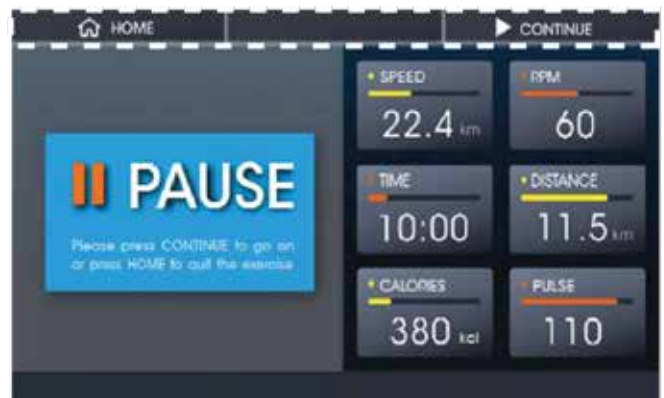 HOME
CONTINUE
PAUSE
Please press CONTINUE to go on
or press HOME to quit the exercise
SPEED
22.4 km
RPM
60
TIME
10:00
DISTANCE
11.5 km
CALORIES
380 kcl
PULSE
110